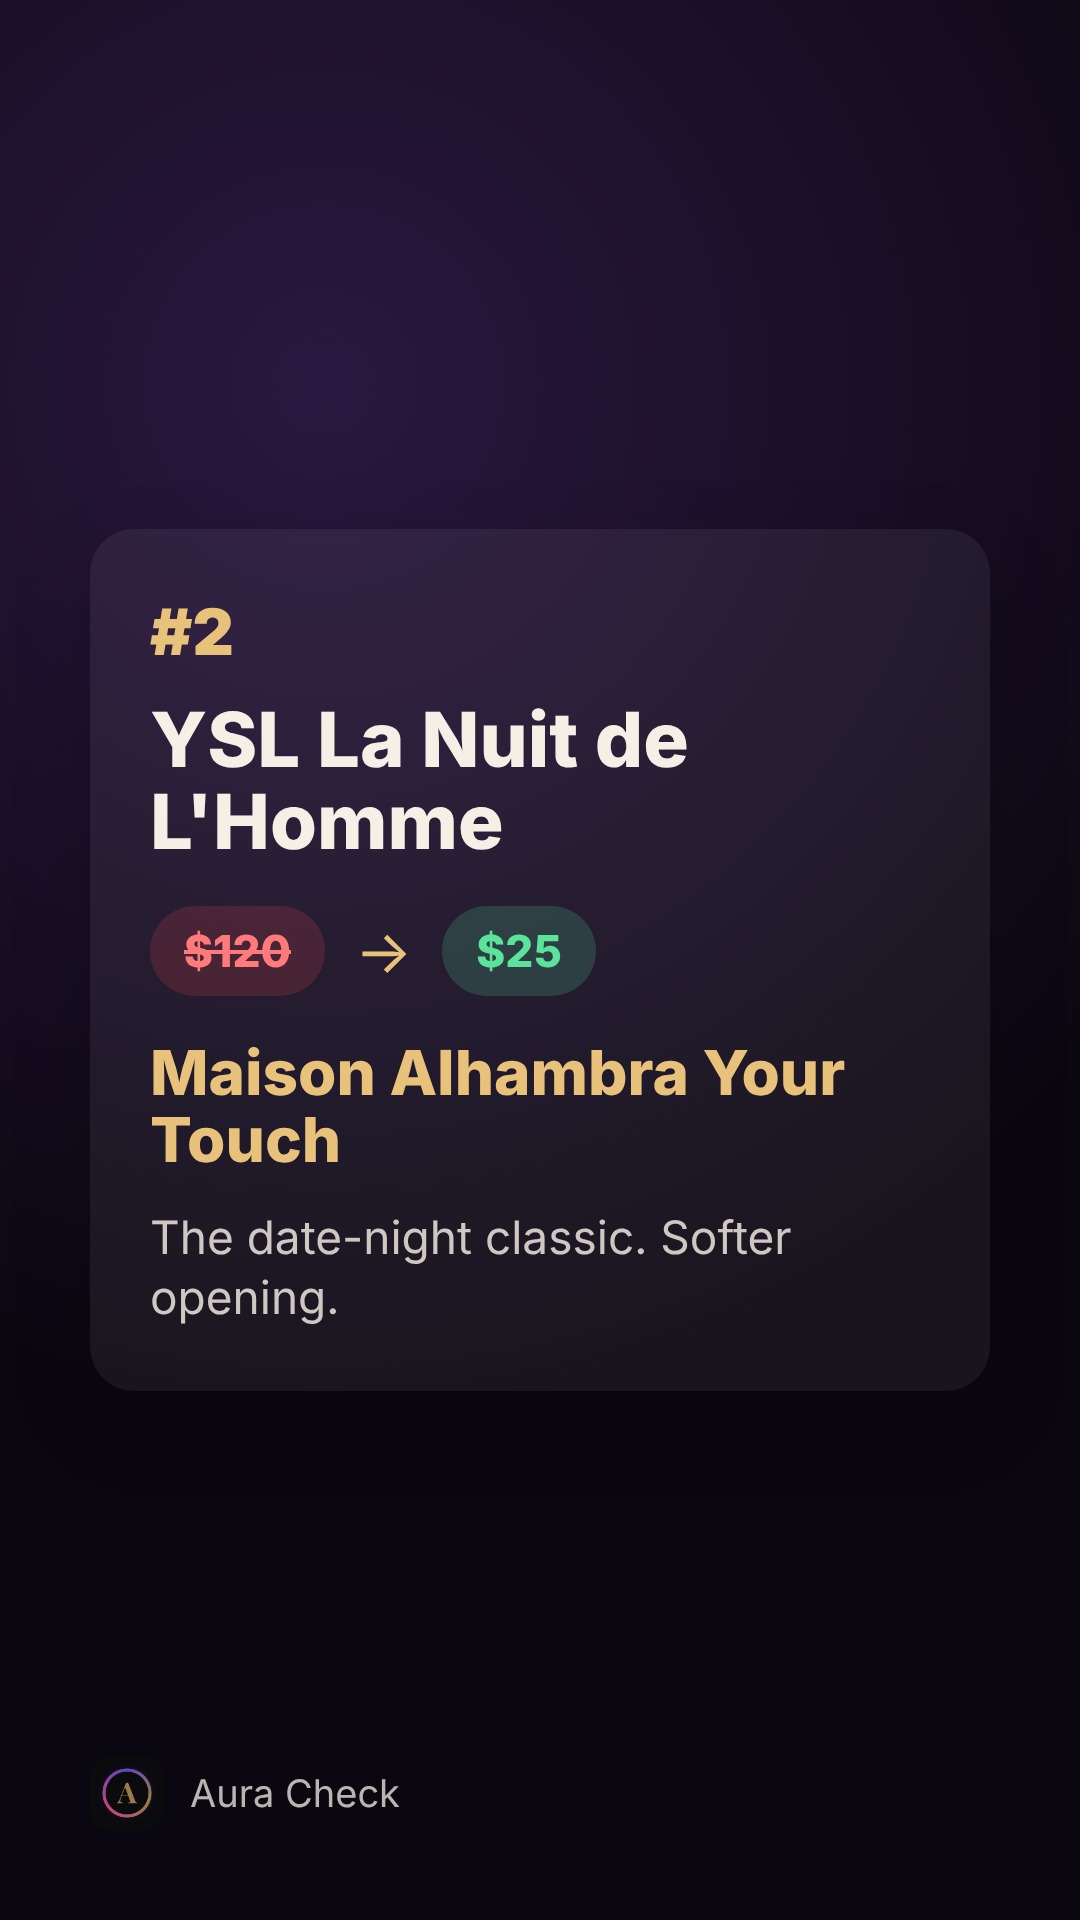 #2
YSL La Nuit de
L'Homme
$120 → $25
Maison Alhambra Your
Touch
The date-night classic. Softer
opening.
A Aura Check